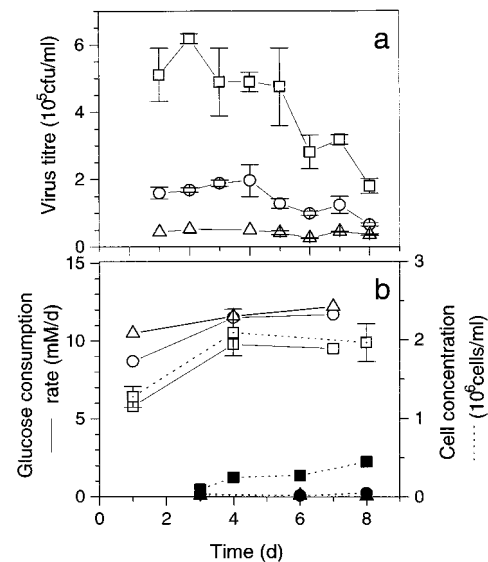 a
Virus titre (10⁵cfu/ml)
6
4
2
0
b
Glucose consumption
rate (mM/d)
15
10
5
0
3
2
1
0
Cell concentration
(10⁶cells/ml)
0
2
4
6
8
10
Time (d)